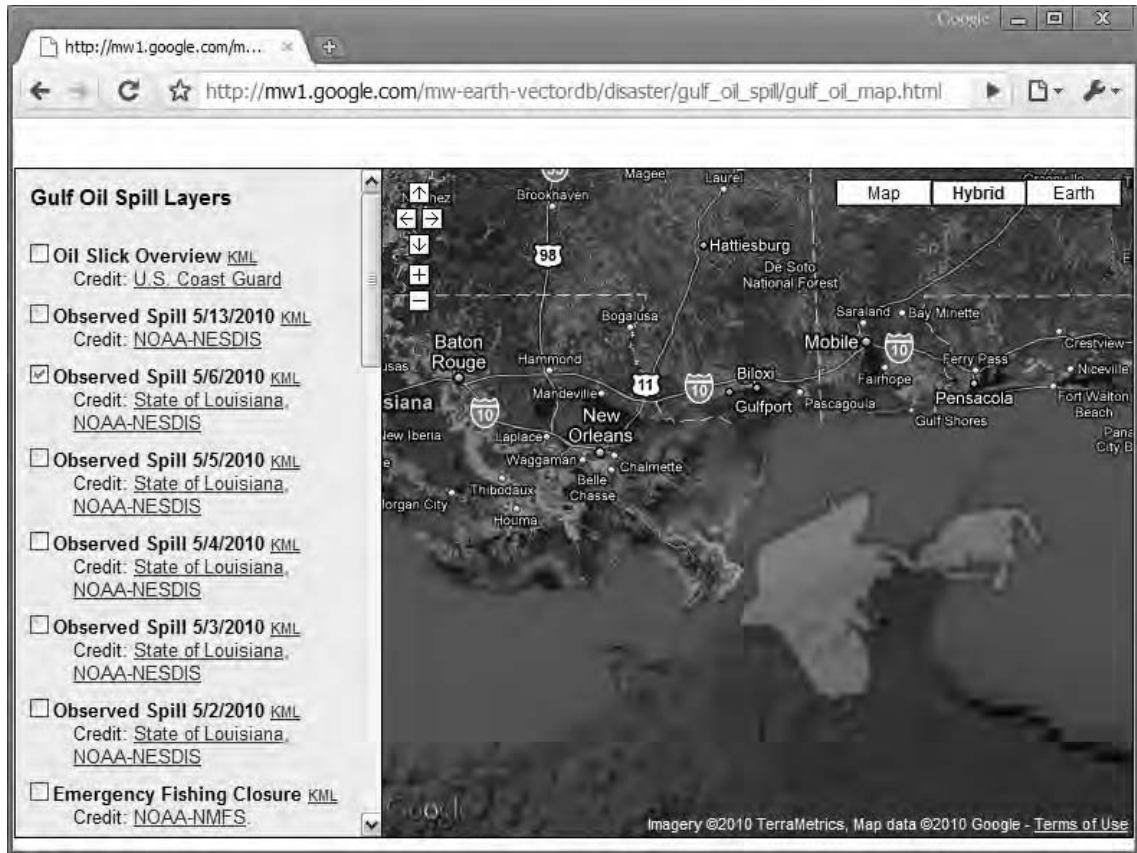 Google
http://mw1.google.com/m...
http://mw1.google.com/mw-earth-vectordb/disaster/gulf_oil_spill/gulf_oil_map.html
Gulf Oil Spill Layers
Oil Slick Overview KML
Credit: U.S. Coast Guard
Observed Spill 5/13/2010 KML
Credit: NOAA-NESDIS
Observed Spill 5/6/2010 KML
Credit: State of Louisiana,
NOAA-NESDIS
Observed Spill 5/5/2010 KML
Credit: State of Louisiana,
NOAA-NESDIS
Observed Spill 5/4/2010 KML
Credit: State of Louisiana,
NOAA-NESDIS
Observed Spill 5/3/2010 KML
Credit: State of Louisiana,
NOAA-NESDIS
Observed Spill 5/2/2010 KML
Credit: State of Louisiana,
NOAA-NESDIS
Emergency Fishing Closure KML
Credit: NOAA-NMFS.
Map Hybrid Earth
Magee
Laurel
Brookhaven
98
Hattiesburg
De Soto
National Forest
Bogalusa
Saraland
Bay Minette
Baton
Rouge
Hammond
Mobile
10
Crestview
Ferry Pass
Niceville
Biloxi
Fairhope
Mandeville
11
10
Pensacola
Fort Walton
Beach
siana
10
New
Orleans
Gulfport
Pascagoula
Gulf Shores
Pana
City B
New Iberia
Laplace
Waggaman
Chalmette
Belle
Chasse
Thibodaux
Morgan City
Houma
Google
Imagery ©2010 TerraMetrics, Map data ©2010 Google - Terms of Use